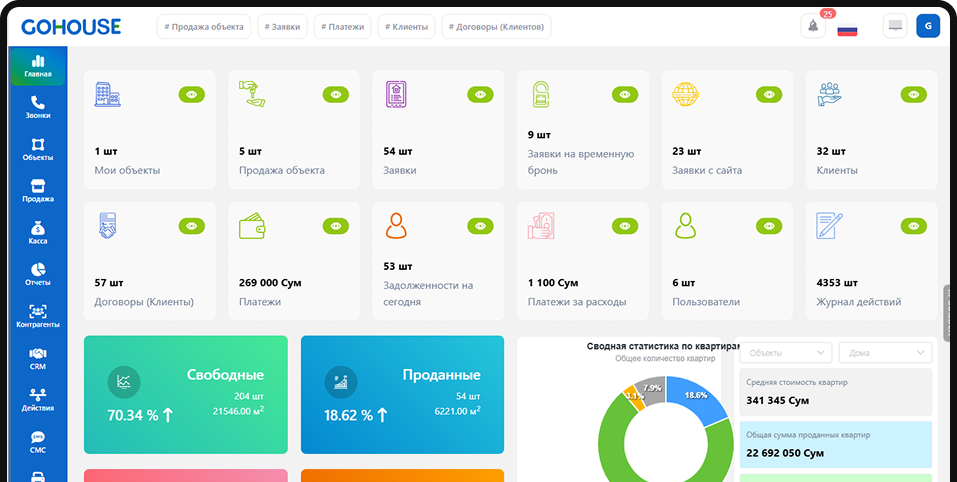 GOHOUSE
# Продажа объекта
# Заявки
# Платежи
# Клиенты
# Договоры (Клиентов)
25
G
Главная
Звонки
Объекты
Продажа
Касса
Отчеты
Контрагенты
CRM
Действия
СМС
1 шт
Мои объекты
5 шт
Продажа объекта
54 шт
Заявки
9 шт
Заявки на временную
бронь
23 шт
Заявки с сайта
32 шт
Клиенты
57 шт
Договоры (Клиенты)
269 000 Сум
Платежи
53 шт
Задолженности на
сегодня
1 100 Сум
Платежи за расходы
6 шт
Пользователи
4353 шт
Журнал действий
Свободные
204 шт
70.34 %
21546.00 м²
Проданные
54 шт
18.62 %
6221.00 м²
Сводная статистика по квартирам
Общее количество квартир
3.1%
7.9%
18.6%
Объекты
Дома
Средняя стоимость квартир
341 345 Сум
Общая сумма проданных квартир
22 692 050 Сум